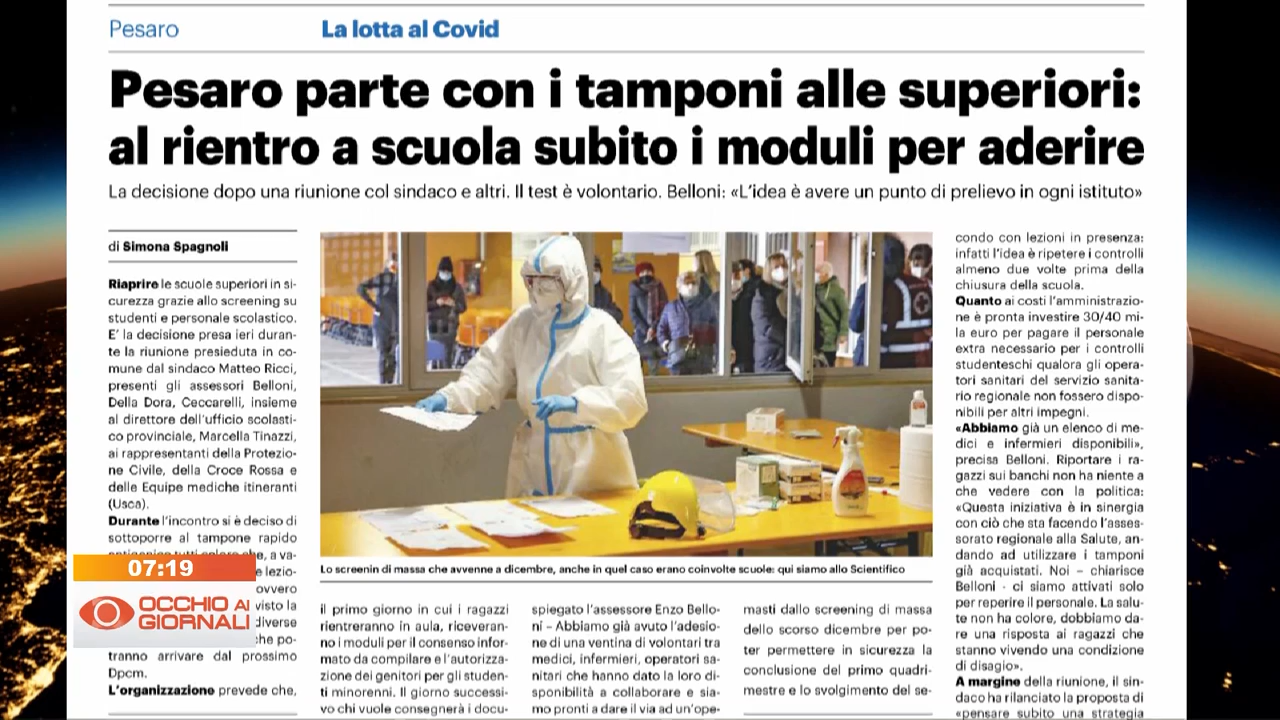 Pesaro
La lotta al Covid
Pesaro parte con i tamponi alle superiori:
al rientro a scuola subito i moduli per aderire
La decisione dopo una riunione col sindaco e altri. Il test è volontario. Belloni: «L'idea è avere un punto di prelievo in ogni istituto»
di Simona Spagnoli
Riaprire le scuole superiori in si-
curezza grazie allo screening su
studenti e personale scolastico.
E' la decisione presa ieri duran-
te la riunione presieduta in co-
mune dal sindaco Matteo Ricci,
presenti gli assessori Belloni,
Della Dora, Ceccarelli, insieme
al direttore dell'ufficio scolasti-
co provinciale, Marcella Tinazzi,
ai rappresentanti della Protezio-
ne Civile, della Croce Rossa e
delle Equipe mediche itineranti
(Usca).
Durante l'incontro si è deciso di
sottoporre al tampone rapido
a va-
e lezio-
ovvero
visto la
diverse
che po-
tranno arrivare dal prossimo
Dpcm.
L'organizzazione prevede che,
07:19
OCCHIO AI
GIORNALI
Lo screenin di massa che avvenne a dicembre, anche in quel caso erano coinvolte scuole: qui siamo allo Scientifico
il primo giorno in cui i ragazzi
rientreranno in aula, riceveran-
no i moduli per il consenso infor-
mato da compilare e l'autorizza-
zione dei genitori per gli studen-
ti minorenni. Il giorno successi-
vo chi vuole consegnerà i docu-
spiegato l'assessore Enzo Bello-
ni – Abbiamo già avuto l'adesio-
ne di una ventina di volontari tra
medici, infermieri, operatori sa-
nitari che hanno dato la loro di-
sponibilità a collaborare e sia-
mo pronti a dare il via ad un'ope-
masti dallo screening di massa
dello scorso dicembre per po-
ter permettere in sicurezza la
conclusione del primo quadri-
mestre e lo svolgimento del se-
condo con lezioni in presenza:
infatti l'idea è ripetere i controlli
almeno due volte prima della
chiusura della scuola.
Quanto ai costi l'amministrazio-
ne è pronta investire 30/40 mi-
la euro per pagare il personale
extra necessario per i controlli
studenteschi qualora gli opera-
tori sanitari del servizio sanita-
rio regionale non fossero dispo-
nibili per altri impegni.
«Abbiamo già un elenco di me-
dici e infermieri disponibili»,
precisa Belloni. Riportare i ra-
gazzi sui banchi non ha niente a
che vedere con la politica:
«Questa iniziativa è in sinergia
con ciò che sta facendo l'asses-
sorato regionale alla Salute, an-
dando ad utilizzare i tamponi
già acquistati. Noi – chiarisce
Belloni - ci siamo attivati solo
per reperire il personale. La salu-
te non ha colore, dobbiamo da-
re una risposta ai ragazzi che
stanno vivendo una condizione
di disagio».
A margine della riunione, il sin-
daco ha rilanciato la proposta di
«pensare subito una strategia